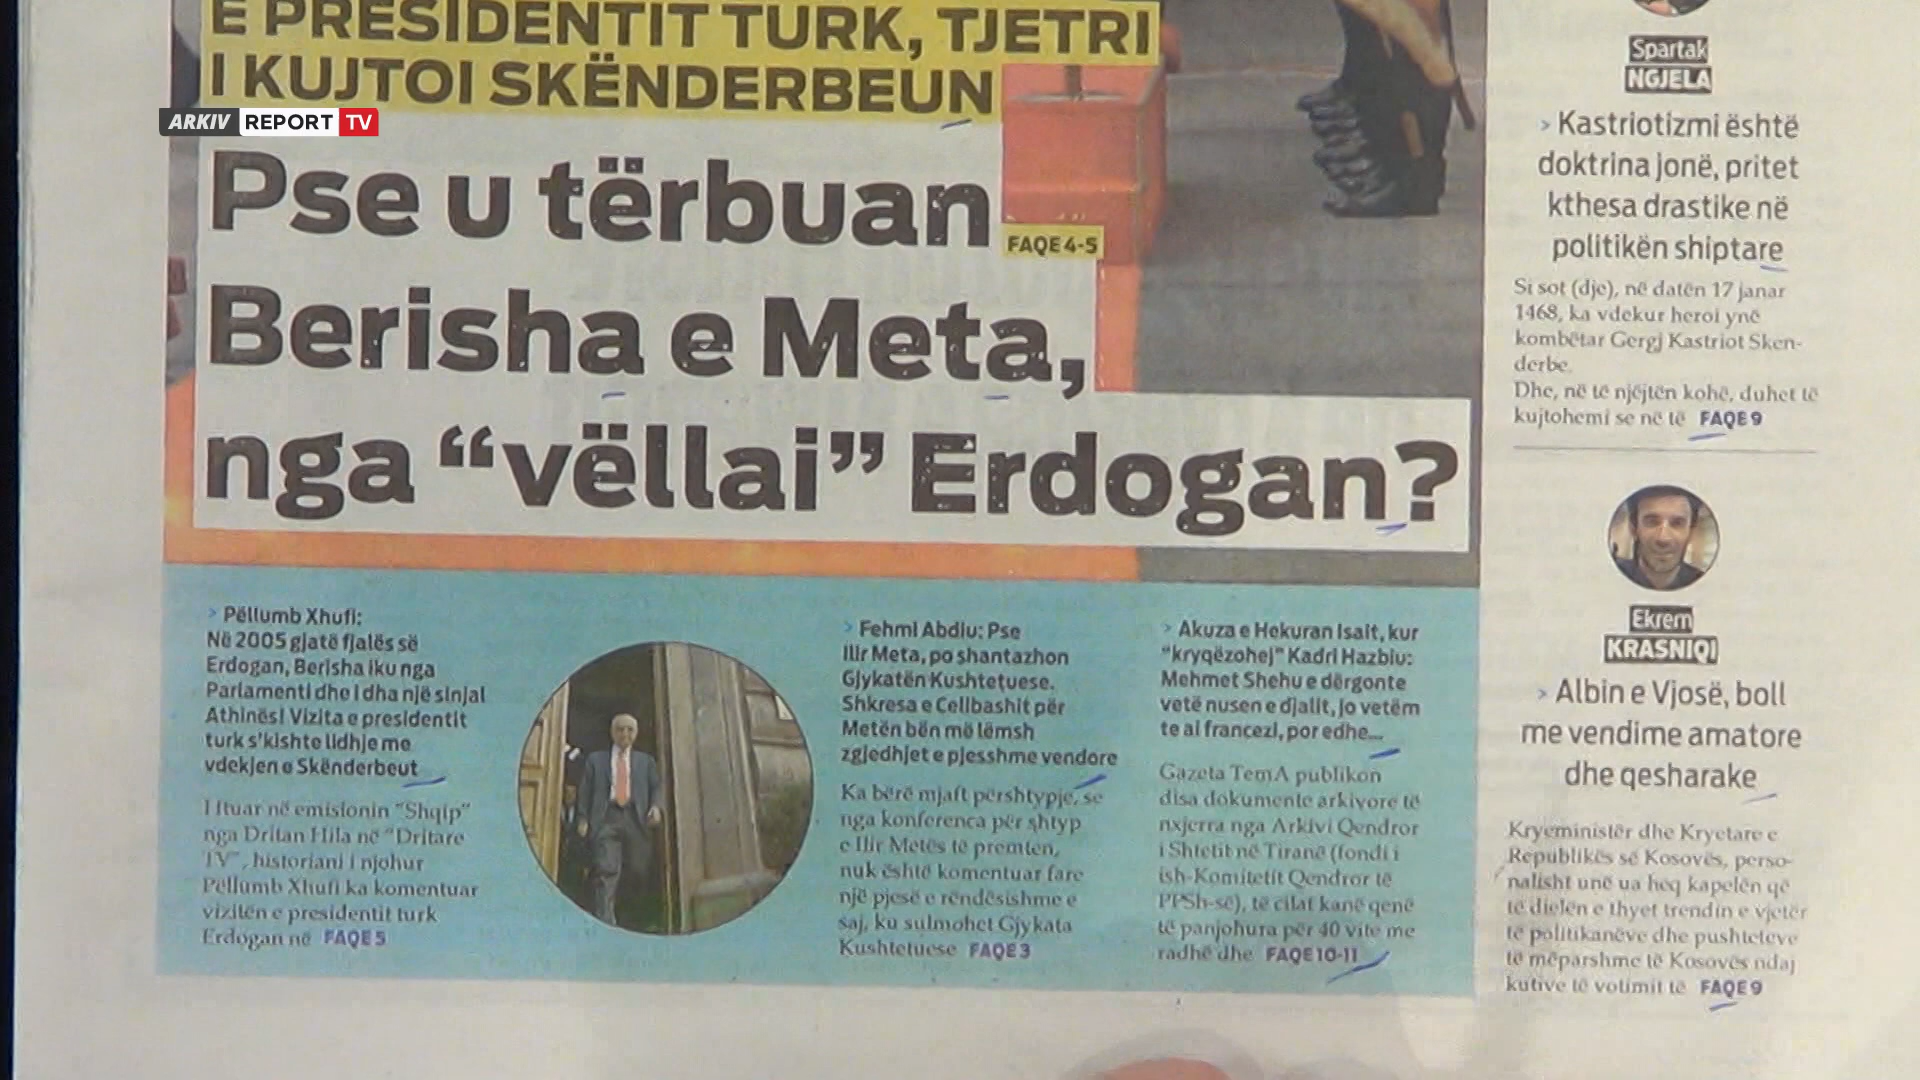 E PRESIDENTIT TURK, TJETRI
I KUJTOI SKËNDERBEUN
ARKIV REPORT TV
Pse u tërbuan
FAQE 4-5
Berisha e Meta,
nga “vëllai” Erdogan?
> Pëllumb Xhufi:
Në 2005 gjatë fjalës së
Erdogan, Berisha iku nga
Parlamenti dhe i dha një sinjal
Athinës! Vizita e presidentit
turk s'kishte lidhje me
vdekjen e Skënderbeut
I ftuar në emisionin “Shqip”
nga Dritan Hila në “Dritare
TV”, historiani i njohur
Pëllumb Xhufi ka komentuar
vizitën e presidentit turk
Erdogan në FAQE 5
> Fehmi Abdiu: Pse
Ilir Meta, po shantazhon
Gjykatën Kushtetuese.
Shkresa e Celibashit për
Metën bën më lëmsh
zgjedhjet e pjesshme vendore
Ka bërë mjaft përshtypje, se
nga konferenca për shtyp
e Ilir Metës të premten,
nuk është komentuar fare
një pjesë e rëndësishme e
saj, ku sulmohet Gjykata
Kushtetuese FAQE 3
> Akuza e Hekuran Isait, kur
“kryqëzohej” Kadri Hazbiu:
Mehmet Shehu e dërgonte
vetë nusen e djalit, jo vetëm
te ai francezi, por edhe...
Gazeta TemA publikon
disa dokumente arkivore të
nxjerra nga Arkivi Qendror
i Shtetit në Tiranë (fondi i
ish-Komitetit Qendror të
PPSh-së), të cilat kanë qenë
të panjohura për 40 vite me
radhë dhe FAQE 10-11
Spartak
NGJELA
> Kastriotizmi është
doktrina jonë, pritet
kthesa drastike në
politikën shiptare
Si sot (dje), në datën 17 janar
1468, ka vdekur heroi ynë
kombëtar Gergj Kastriot Sken-
derbe.
Dhe, në të njëjtën kohë, duhet të
kujtohemi se në të FAQE 9
Ekrem
KRASNIQI
> Albin e Vjosë, boll
me vendime amatore
dhe qesharake
Kryeministër dhe Kryetare e
Republikës së Kosovës, perso-
nalisht unë ua heq kapelën që
të dielën e thyet trendin e vjetër
të politikanëve dhe pushteteve
të mëparshme të Kosovës ndaj
kutive të votimit të FAQE 9